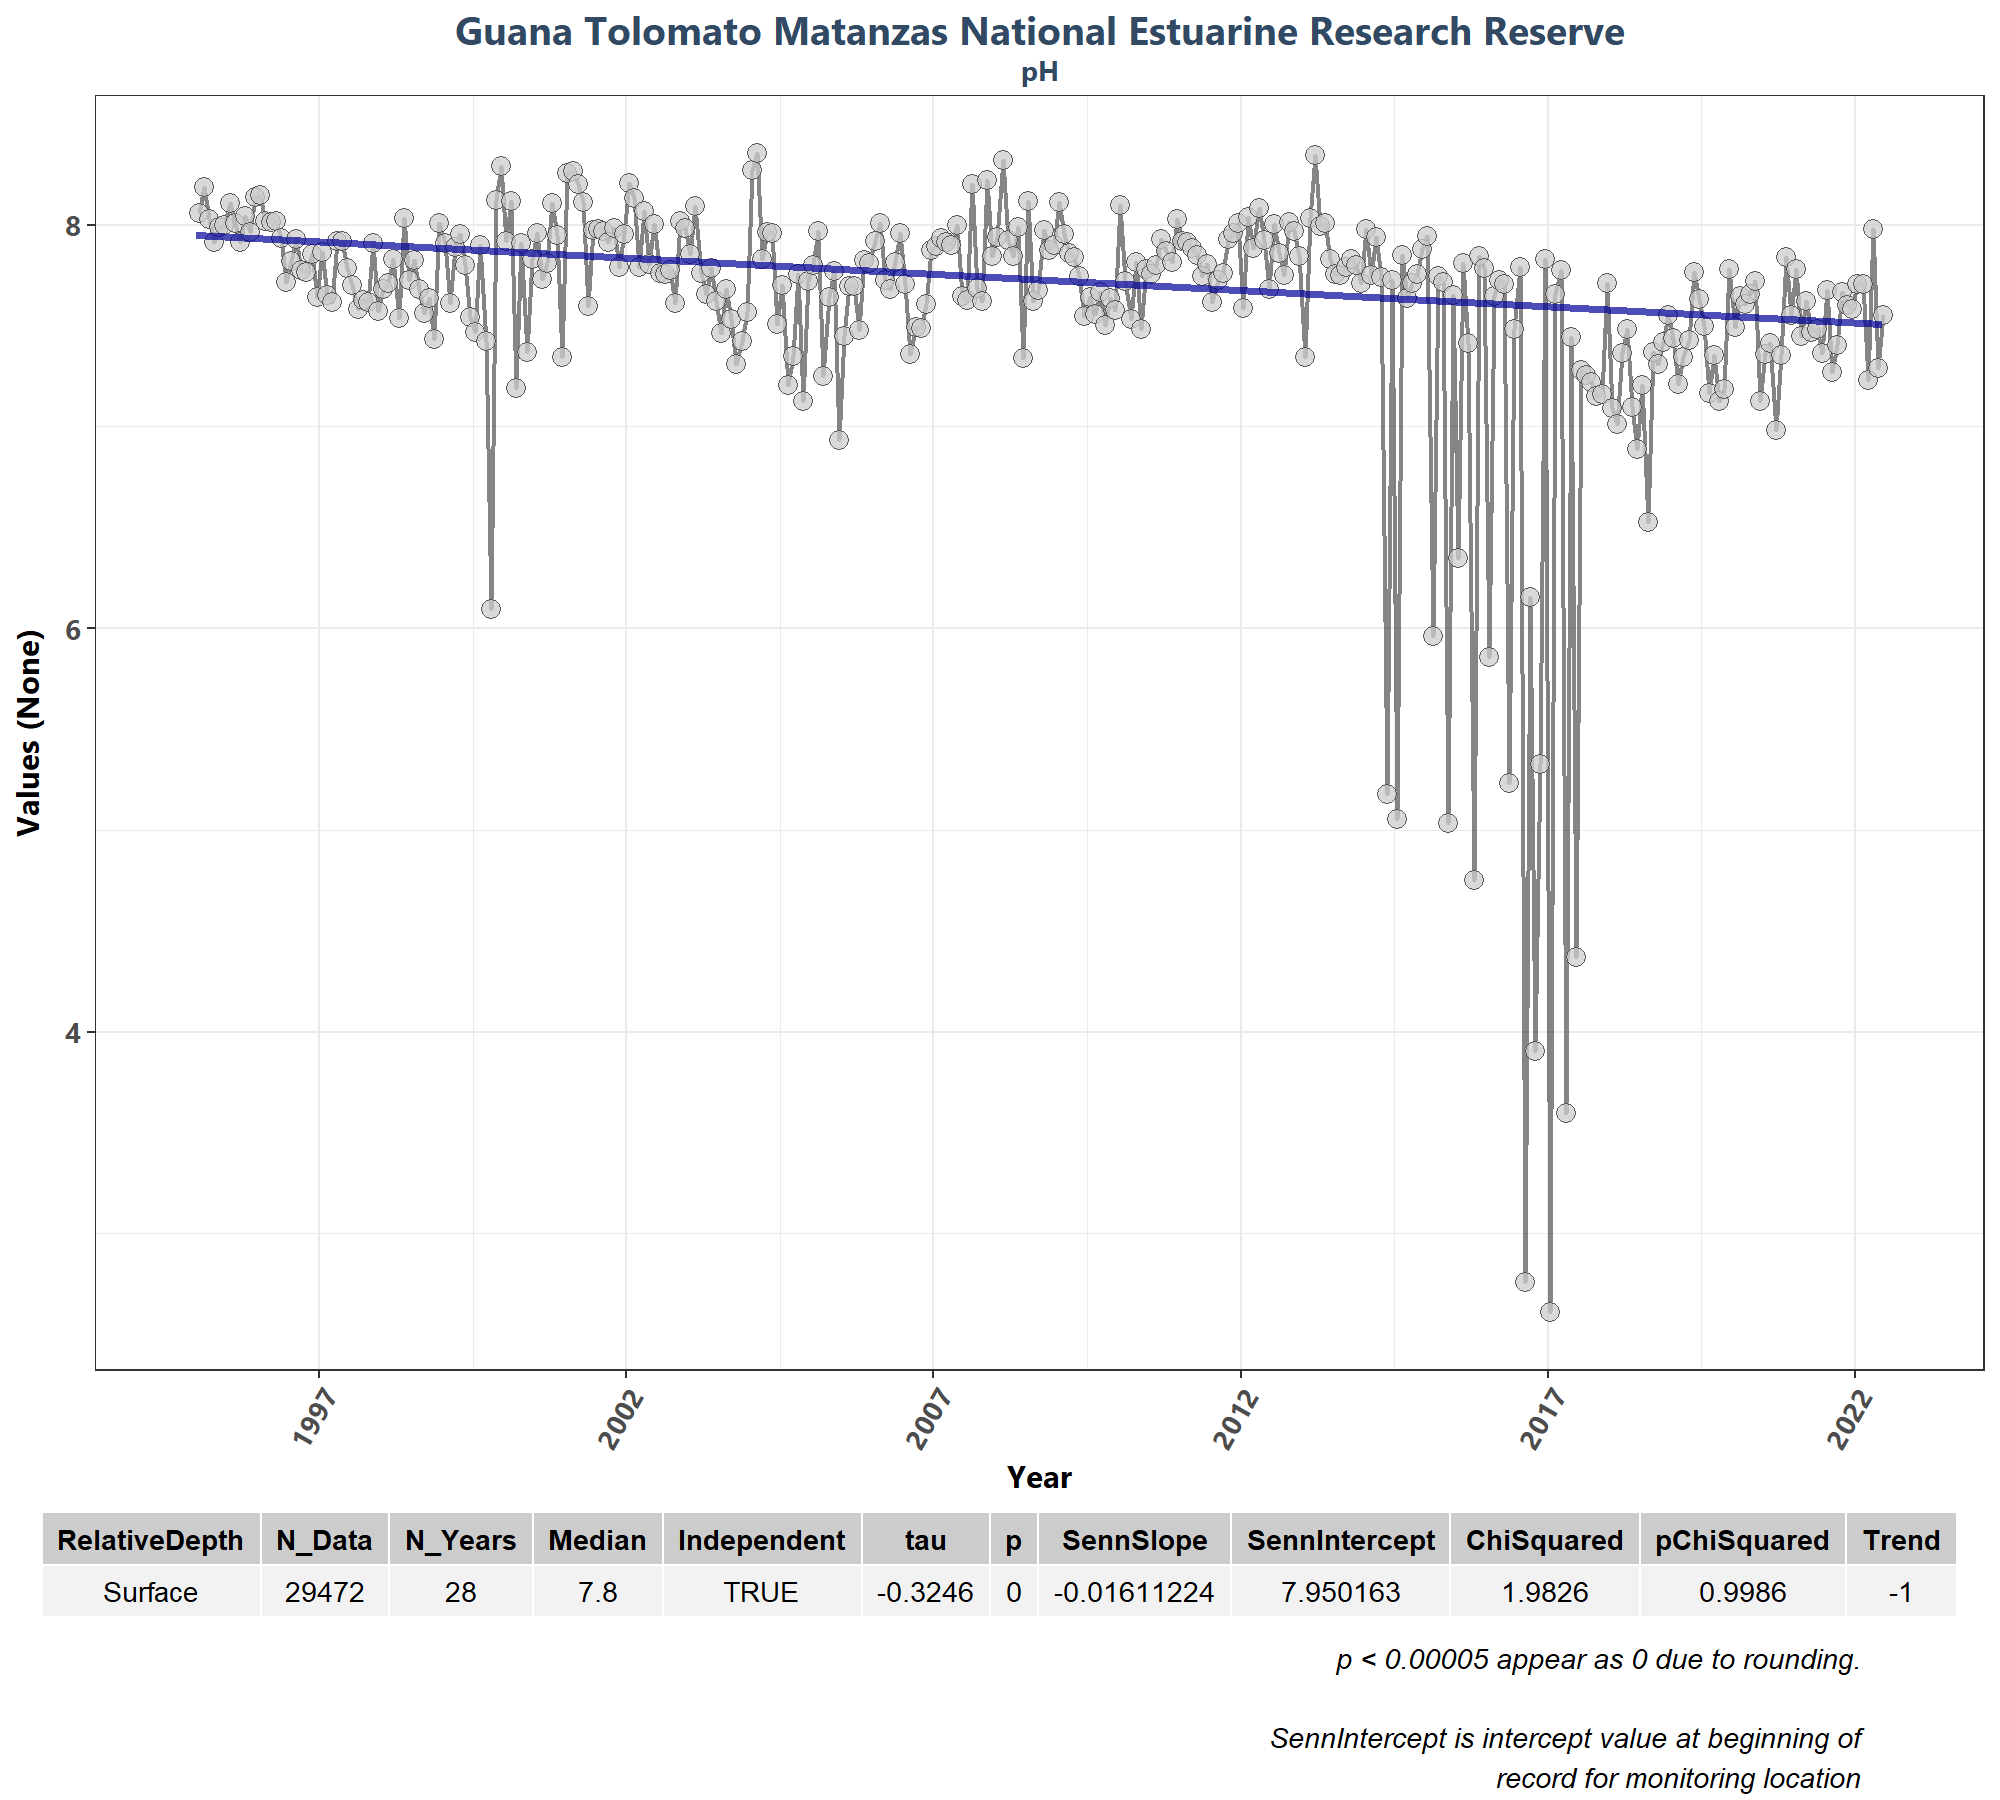 Guana Tolomato Matanzas National Estuarine Research Reserve
pH
8
6
4
Values (None)
1997 2002 2007 2012 2017 2022
Year
RelativeDepth N_Data N_Years Median Independent tau p SennSlope SennIntercept ChiSquared pChiSquared Trend
Surface 29472 28 7.8 TRUE -0.3246 0 -0.01611224 7.950163 1.9826 0.9986 -1
p < 0.00005 appear as 0 due to rounding.
SennIntercept is intercept value at beginning of
record for monitoring location